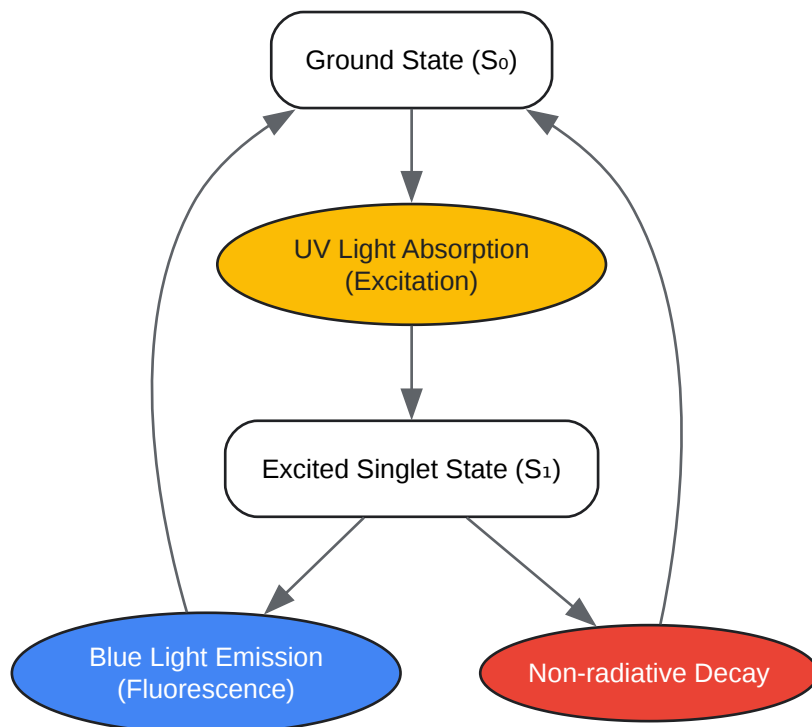 Ground State (S₀)
UV Light Absorption
(Excitation)
Excited Singlet State (S₁)
Blue Light Emission
(Fluorescence)
Non-radiative Decay